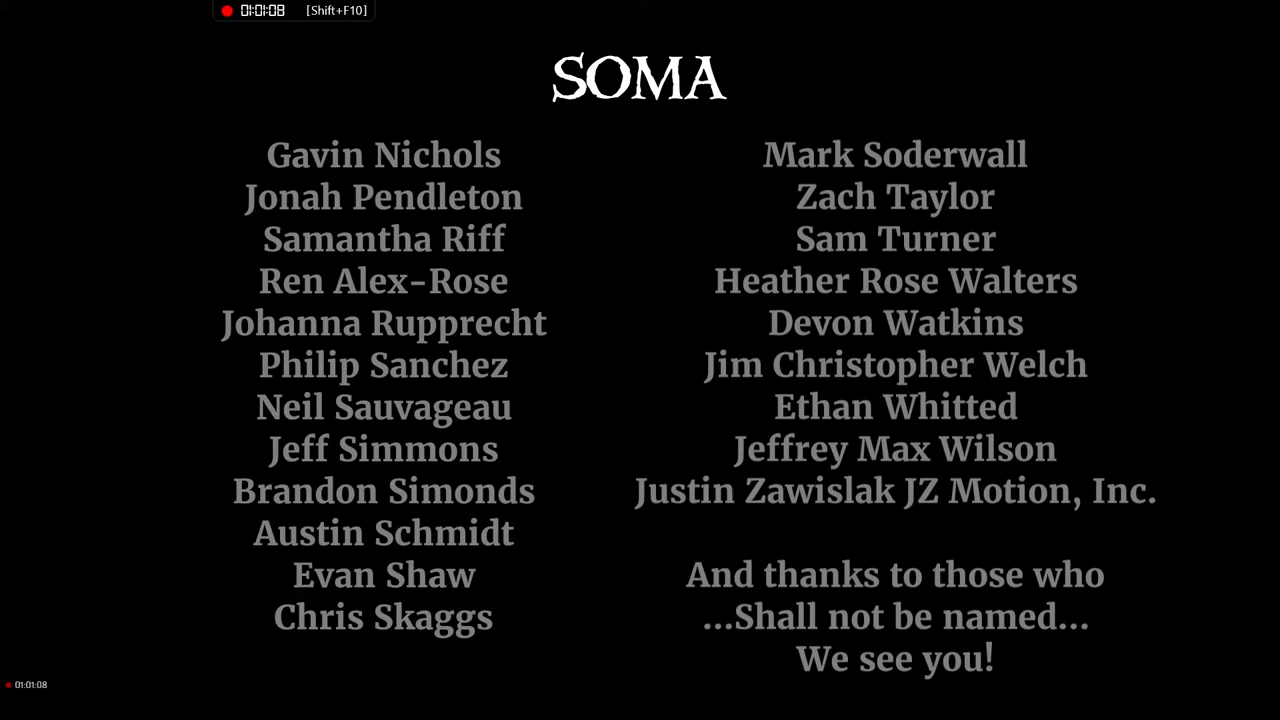 01:01:08 [Shift+F10]
SOMA
Gavin Nichols
Jonah Pendleton
Samantha Riff
Ren Alex-Rose
Johanna Rupprecht
Philip Sanchez
Neil Sauvageau
Jeff Simmons
Brandon Simonds
Austin Schmidt
Evan Shaw
Chris Skaggs
Mark Soderwall
Zach Taylor
Sam Turner
Heather Rose Walters
Devon Watkins
Jim Christopher Welch
Ethan Whitted
Jeffrey Max Wilson
Justin Zawislak JZ Motion, Inc.
And thanks to those who
...Shall not be named...
We see you!
01:01:08